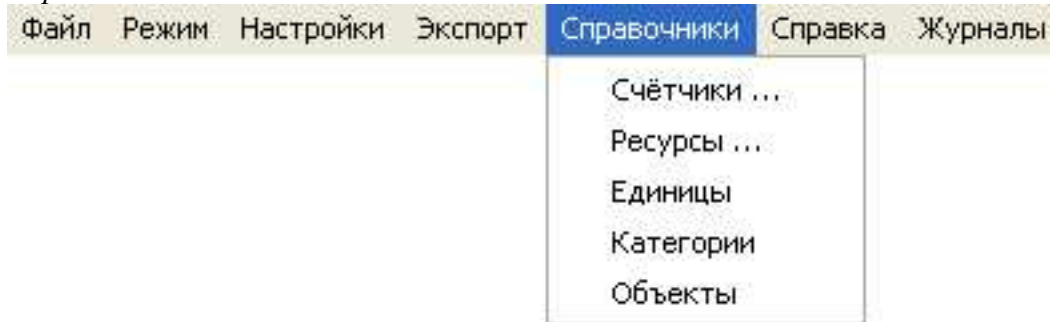 Файл Режим Настройки Экспорт Справочники Справка Журналы
Счётчики ...
Ресурсы ...
Единицы
Категории
Объекты